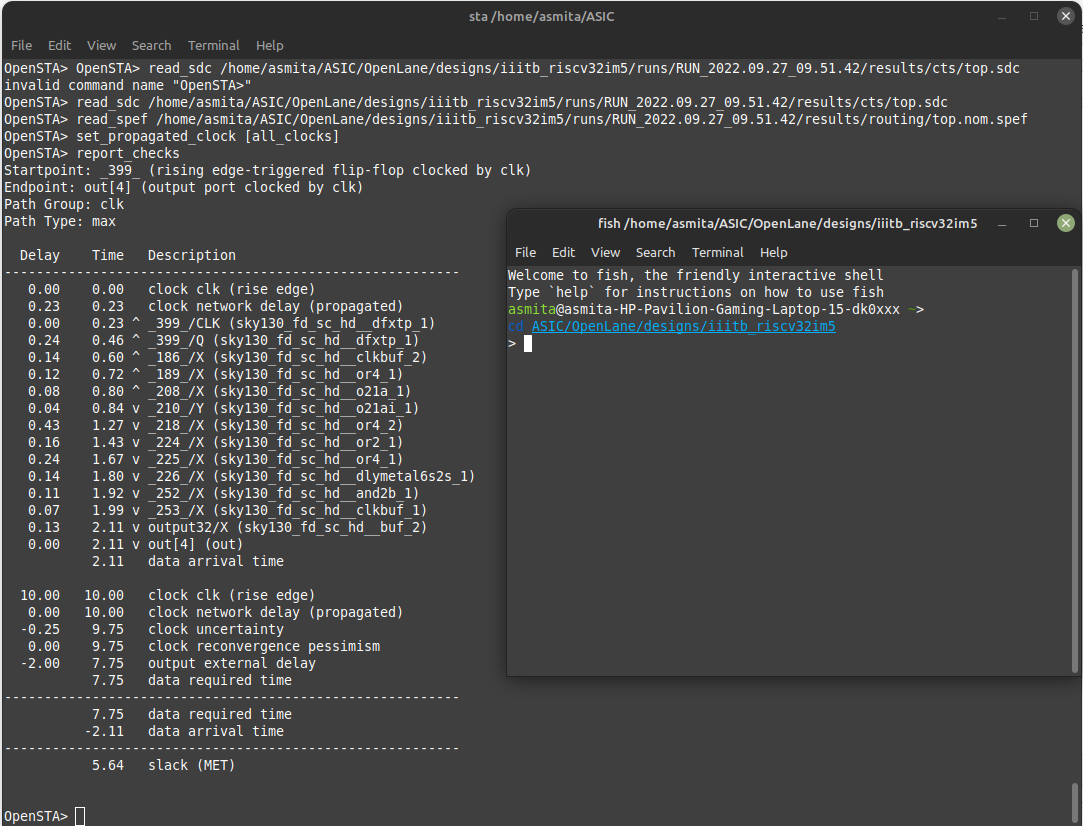 sta /home/asmita/ASIC
File Edit View Search Terminal Help
OpenSTA> OpenSTA> read_sdc /home/asmita/ASIC/OpenLane/designs/iiitb_riscv32im5/runs/RUN_2022.09.27_09.51.42/results/cts/top.sdc
invalid command name "OpenSTA>"
OpenSTA> read_sdc /home/asmita/ASIC/OpenLane/designs/iiitb_riscv32im5/runs/RUN_2022.09.27_09.51.42/results/cts/top.sdc
OpenSTA> read_spef /home/asmita/ASIC/OpenLane/designs/iiitb_riscv32im5/runs/RUN_2022.09.27_09.51.42/results/routing/top.nom.spef
OpenSTA> set_propagated_clock [all_clocks]
OpenSTA> report_checks
Startpoint: _399_ (rising edge-triggered flip-flop clocked by clk)
Endpoint: out[4] (output port clocked by clk)
Path Group: clk
Path Type: max
Delay Time Description
---------------------------------------------------------
0.00 0.00 clock clk (rise edge)
0.23 0.23 clock network delay (propagated)
0.00 0.23 ^ _399_/CLK (sky130_fd_sc_hd__dfxtp_1)
0.24 0.46 ^ _399_/Q (sky130_fd_sc_hd__dfxtp_1)
0.14 0.60 ^ _186_/X (sky130_fd_sc_hd__clkbuf_2)
0.12 0.72 ^ _189_/X (sky130_fd_sc_hd__or4_1)
0.08 0.80 ^ _208_/X (sky130_fd_sc_hd__o21a_1)
0.04 0.84 v _210_/Y (sky130_fd_sc_hd__o21ai_1)
0.43 1.27 v _218_/X (sky130_fd_sc_hd__or4_2)
0.16 1.43 v _224_/X (sky130_fd_sc_hd__or2_1)
0.24 1.67 v _225_/X (sky130_fd_sc_hd__or4_1)
0.14 1.80 v _226_/X (sky130_fd_sc_hd__dlymetal6s2s_1)
0.11 1.92 v _252_/X (sky130_fd_sc_hd__and2b_1)
0.07 1.99 v _253_/X (sky130_fd_sc_hd__clkbuf_1)
0.13 2.11 v output32/X (sky130_fd_sc_hd__buf_2)
0.00 2.11 v out[4] (out)
2.11 data arrival time
10.00 10.00 clock clk (rise edge)
0.00 10.00 clock network delay (propagated)
-0.25 9.75 clock uncertainty
0.00 9.75 clock reconvergence pessimism
-2.00 7.75 output external delay
7.75 data required time
---------------------------------------------------------
7.75 data required time
-2.11 data arrival time
---------------------------------------------------------
5.64 slack (MET)
OpenSTA>
fish /home/asmita/ASIC/OpenLane/designs/iiitb_riscv32im5
File Edit View Search Terminal Help
Welcome to fish, the friendly interactive shell
Type `help` for instructions on how to use fish
asmita@asmita-HP-Pavilion-Gaming-Laptop-15-dk0xxx ~>
cd ASIC/OpenLane/designs/iiitb_riscv32im5
>